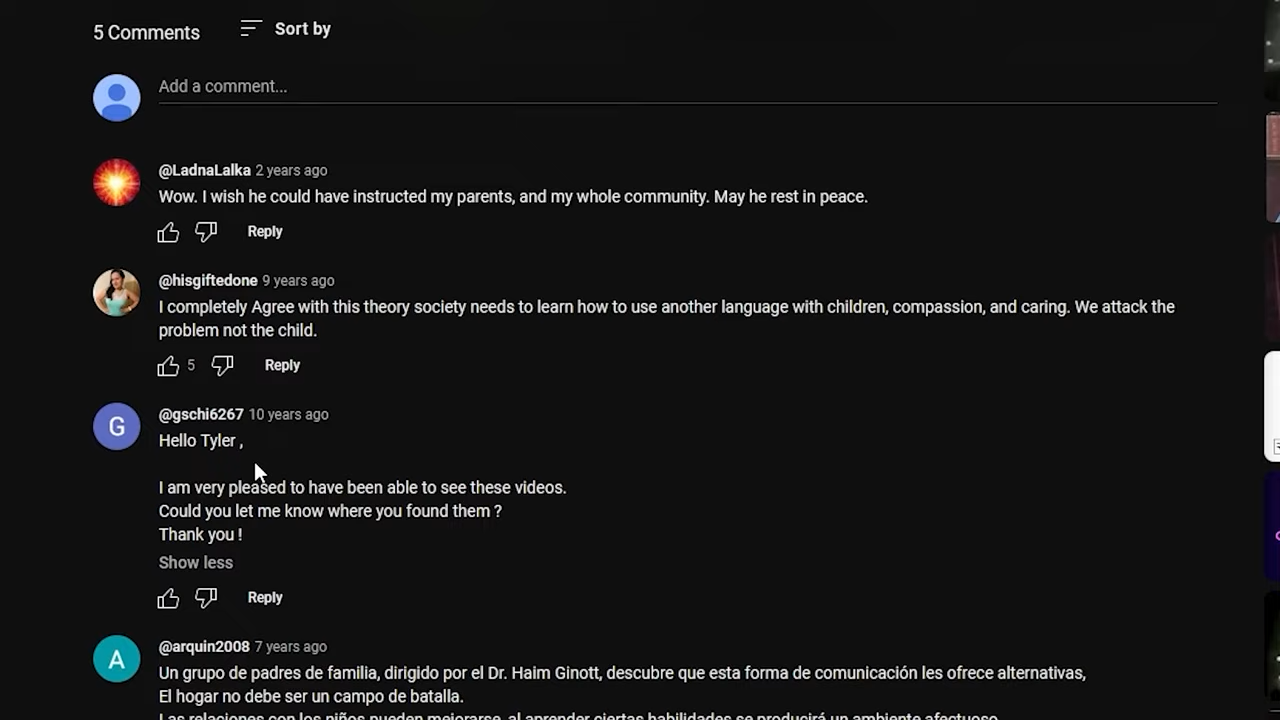 5 Comments
Sort by
Add a comment...
@LadnaLalka 2 years ago
Wow. I wish he could have instructed my parents, and my whole community. May he rest in peace.
Reply
@hisgiftedone 9 years ago
I completely Agree with this theory society needs to learn how to use another language with children, compassion, and caring. We attack the
problem not the child.
5
Reply
G
@gschi6267 10 years ago
Hello Tyler ,
I am very pleased to have been able to see these videos.
Could you let me know where you found them ?
Thank you !
Show less
Reply
A
@arquin2008 7 years ago
Un grupo de padres de familia, dirigido por el Dr. Haim Ginott, descubre que esta forma de comunicación les ofrece alternativas,
El hogar no debe ser un campo de batalla.
Las relaciones con los niños pueden mejorarse, al aprender ciertas habilidades se producirá un ambiente afectuoso